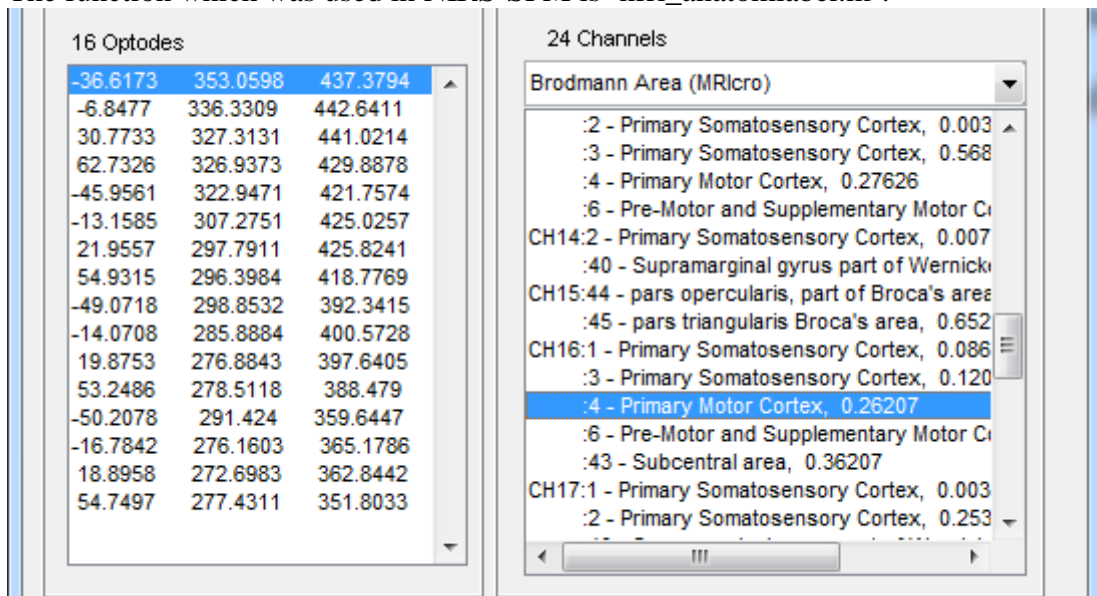 16 Optodes
-36.6173 353.0598 437.3794
-6.8477 336.3309 442.6411
30.7733 327.3131 441.0214
62.7326 326.9373 429.8878
-45.9561 322.9471 421.7574
-13.1585 307.2751 425.0257
21.9557 297.7911 425.8241
54.9315 296.3984 418.7769
-49.0718 298.8532 392.3415
-14.0708 285.8884 400.5728
19.8753 276.8843 397.6405
53.2486 278.5118 388.479
-50.2078 291.424 359.6447
-16.7842 276.1603 365.1786
18.8958 272.6983 362.8442
54.7497 277.4311 351.8033
24 Channels
Brodmann Area (MRIcro)
:2 - Primary Somatosensory Cortex, 0.003
:3 - Primary Somatosensory Cortex, 0.568
:4 - Primary Motor Cortex, 0.27626
:6 - Pre-Motor and Supplementary Motor
CH14:2 - Primary Somatosensory Cortex, 0.007
:40 - Supramarginal gyrus part of
CH15:44 - pars opercularis, part of Broca's area
:45 - pars triangularis Broca's area, 0.652
CH16:1 - Primary Somatosensory Cortex, 0.086
:3 - Primary Somatosensory Cortex, 0.120
:4 - Primary Motor Cortex, 0.26207
:6 - Pre-Motor and Supplementary Motor
:43 - Subcentral area, 0.36207
CH17:1 - Primary Somatosensory Cortex, 0.003
:2 - Primary Somatosensory Cortex, 0.253